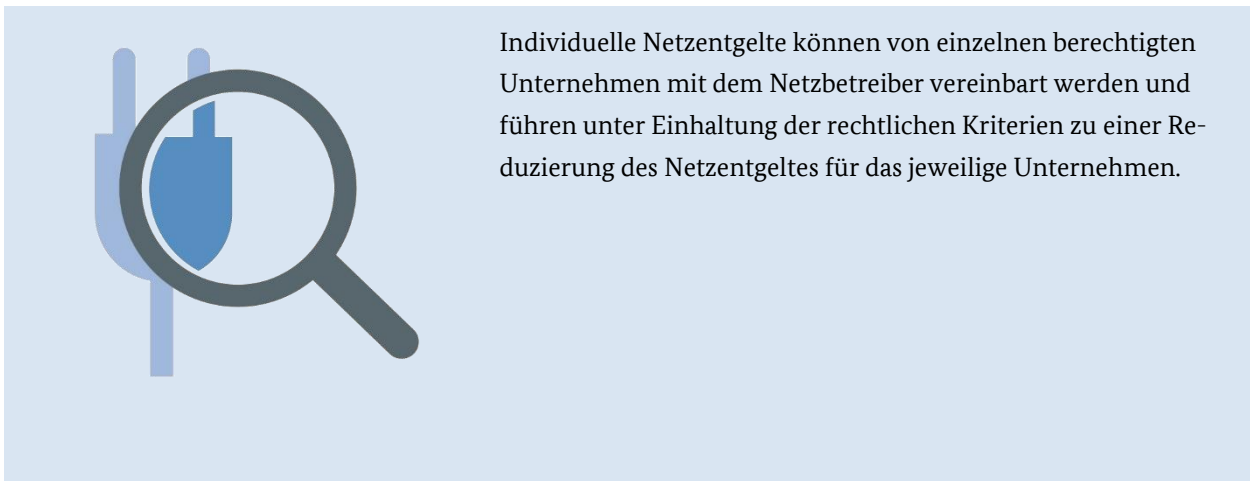 Individuelle Netzentgelte können von einzelnen berechtigten
Unternehmen mit dem Netzbetreiber vereinbart werden und
führen unter Einhaltung der rechtlichen Kriterien zu einer Re-
duzierung des Netzentgeltes für das jeweilige Unternehmen.